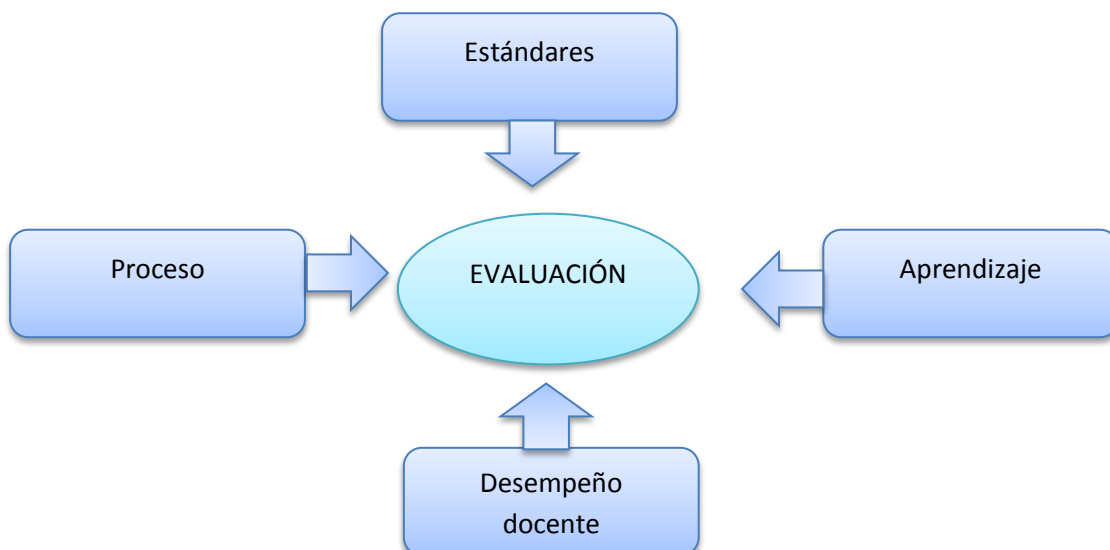 Estándares
Proceso
EVALUACIÓN
Aprendizaje
Desempeño
docente